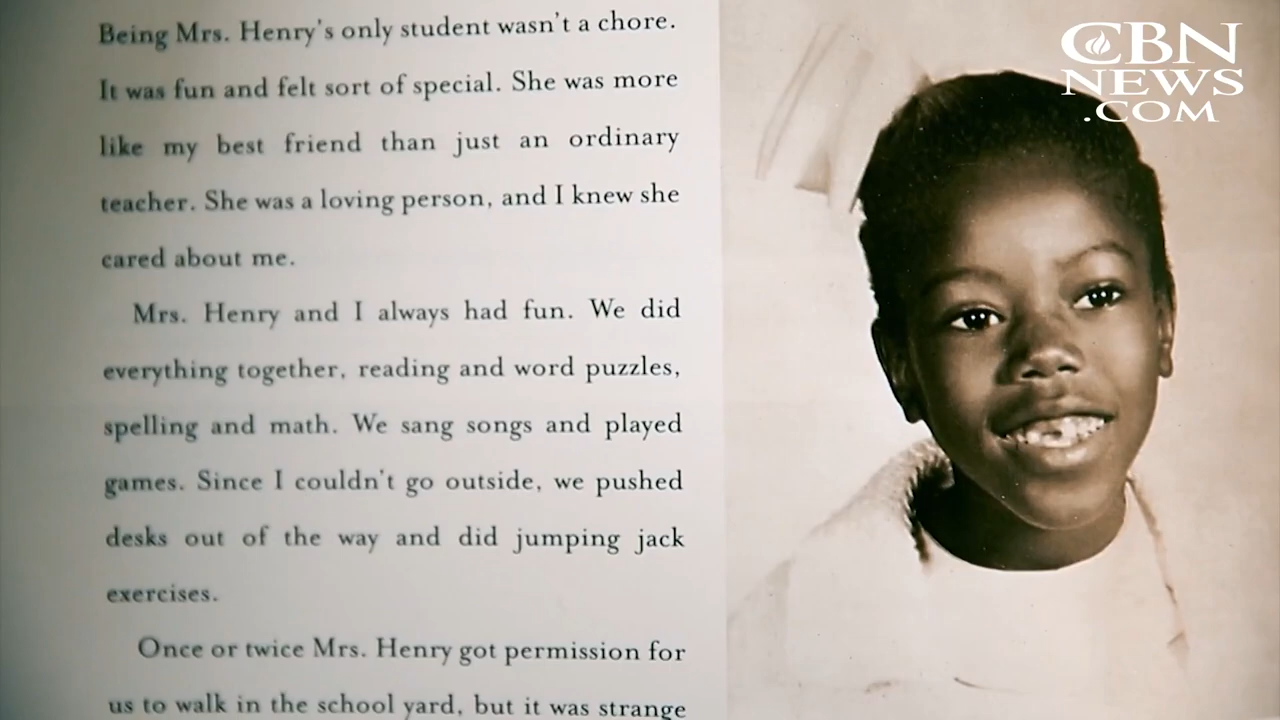 Being Mrs. Henry's only student wasn't a chore.
It was fun and felt sort of special. She was more
like my best friend than just an ordinary
teacher. She was a loving person, and I knew she
cared about me.
Mrs. Henry and I always had fun. We did
everything together, reading and word puzzles,
spelling and math. We sang songs and played
games. Since I couldn't go outside, we pushed
desks out of the way and did jumping jack
exercises.
Once or twice Mrs. Henry got permission for
us to walk in the school yard, but it was strange
CBN
NEWS
.COM